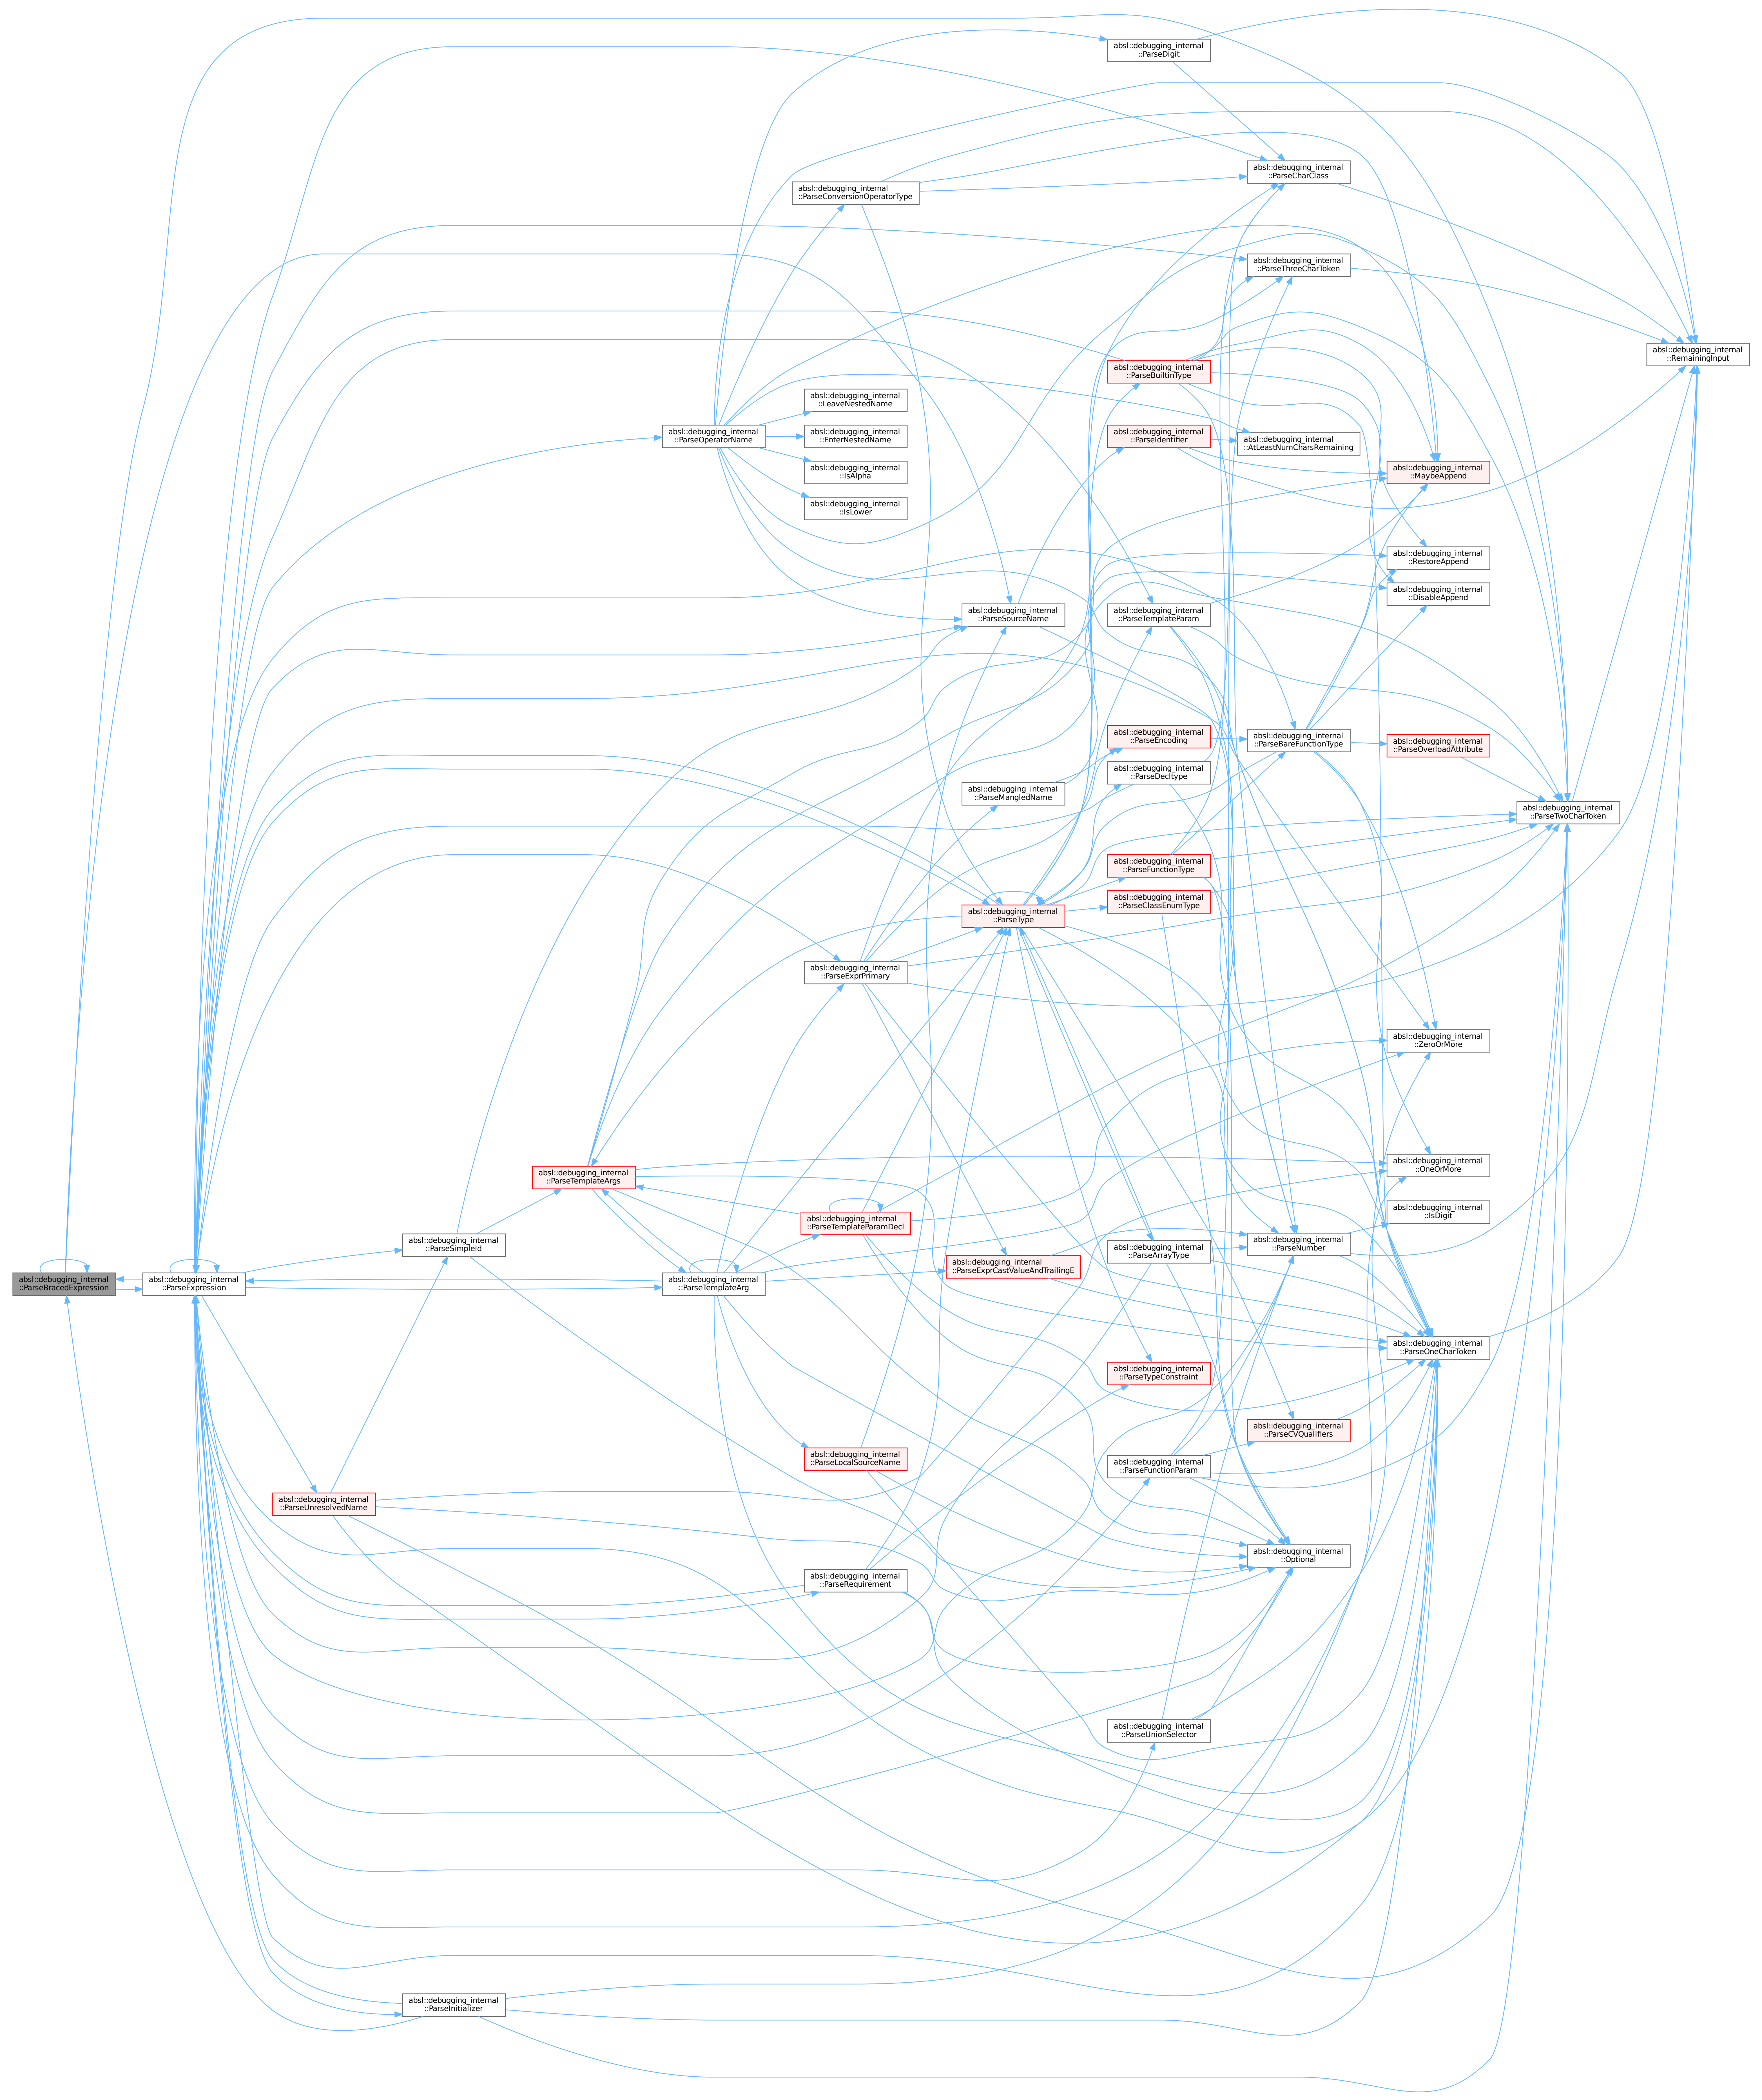 absl::debugging_internal
::ParseDigit
absl::debugging_internal
::ParseCharClass
absl::debugging_internal
::ParseConversionOperatorType
absl::debugging_internal
::ParseThreeCharToken
absl::debugging_internal
::RemainingInput
absl::debugging_internal
::ParseBuiltinType
absl::debugging_internal
::LeaveNestedName
absl::debugging_internal
::ParseOperatorName
absl::debugging_internal
::EnterNestedName
absl::debugging_internal
::ParseIdentifier
absl::debugging_internal
::AtLeastNumCharsRemaining
absl::debugging_internal
::IsAlpha
absl::debugging_internal
::MaybeAppend
absl::debugging_internal
::IsLower
absl::debugging_internal
::RestoreAppend
absl::debugging_internal
::DisableAppend
absl::debugging_internal
::ParseSourceName
absl::debugging_internal
::ParseTemplateParam
absl::debugging_internal
::ParseEncoding
absl::debugging_internal
::ParseBareFunctionType
absl::debugging_internal
::ParseOverloadAttribute
absl::debugging_internal
::ParseDecltype
absl::debugging_internal
::ParseMangledName
absl::debugging_internal
::ParseTwoCharToken
absl::debugging_internal
::ParseFunctionType
absl::debugging_internal
::ParseClassEnumType
absl::debugging_internal
::ParseType
absl::debugging_internal
::ParseExprPrimary
absl::debugging_internal
::ZeroOrMore
absl::debugging_internal
::OneOrMore
absl::debugging_internal
::ParseTemplateArgs
absl::debugging_internal
::IsDigit
absl::debugging_internal
::ParseTemplateParamDecl
absl::debugging_internal
::ParseSimpleId
absl::debugging_internal
::ParseArrayType
absl::debugging_internal
::ParseNumber
absl::debugging_internal
::ParseExprCastValueAndTrailingE
absl::debugging_internal
::ParseBracedExpression
absl::debugging_internal
::ParseExpression
absl::debugging_internal
::ParseTemplateArg
absl::debugging_internal
::ParseOneCharToken
absl::debugging_internal
::ParseTypeConstraint
absl::debugging_internal
::ParseCVQualifiers
absl::debugging_internal
::ParseLocalSourceName
absl::debugging_internal
::ParseFunctionParam
absl::debugging_internal
::ParseUnresolvedName
absl::debugging_internal
::Optional
absl::debugging_internal
::ParseRequirement
absl::debugging_internal
::ParseUnionSelector
absl::debugging_internal
::ParseInitializer